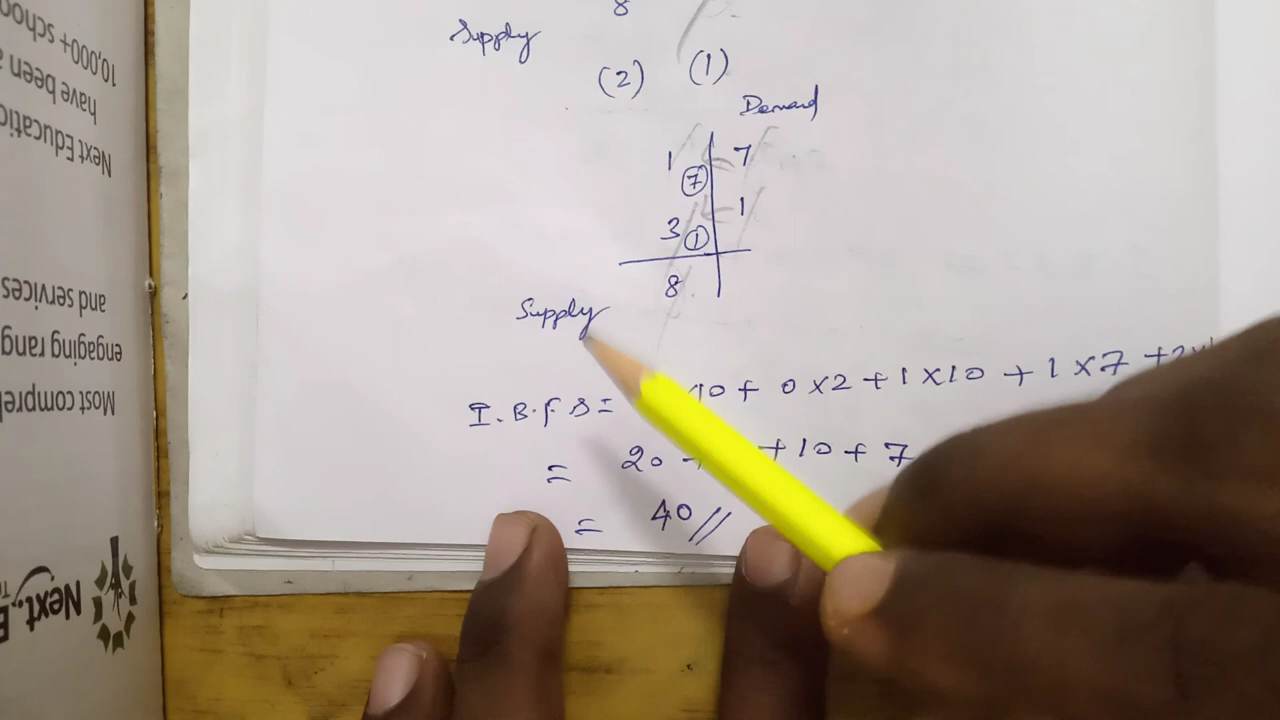 8
Supply
(2) (1)
Demand
1 7
⑦
1
3 ①
8
Supply
I.B.F.S = 10 + 0×2 + 1×10 + 1×7 +
= 20 + + 10 + 7
= 40 //
10,000+
have been
Next Educatio
and services
engaging rang
Most compreh
Next.